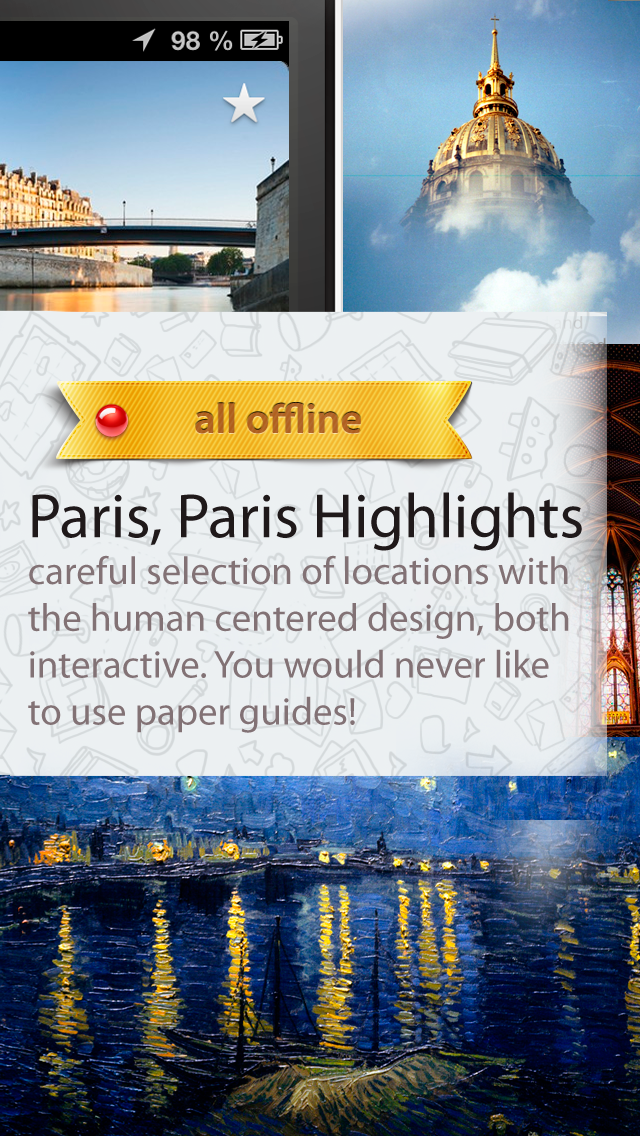 98 %
all offline
Paris, Paris Highlights
careful selection of locations with
the human centered design, both
interactive. You would never like
to use paper guides!